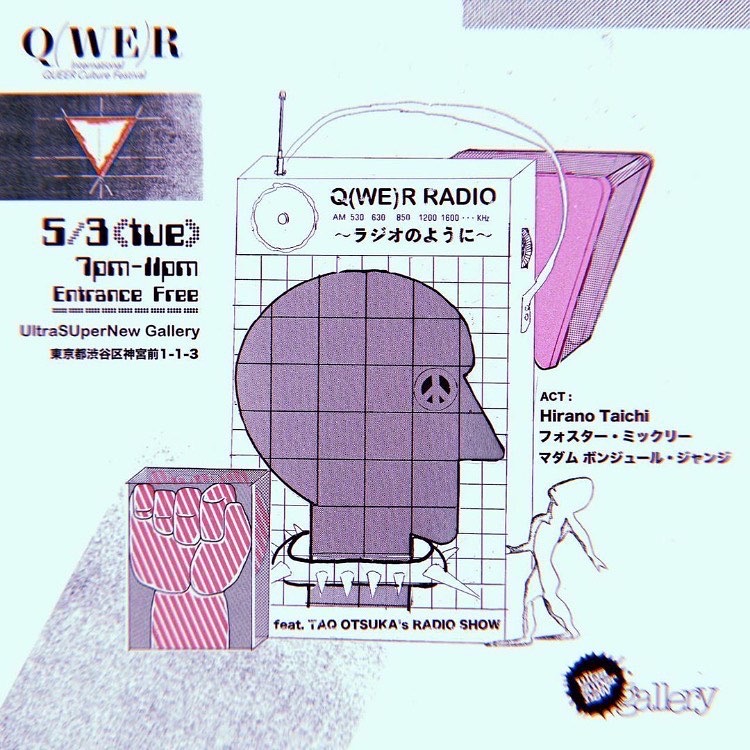 Q(WE)R
International
QUEER Culture Festival
5/3(tue)
7pm-11pm
Entrance Free
UltraSUperNew Gallery
東京都渋谷区神宮前1-1-3
Q(WE)R RADIO
AM 530 630 850 1200 1600 ··· KHz
〜ラジオのように〜
feat. TAO OTSUKA's RADIO SHOW
ACT :
Hirano Taichi
フォスター・ミックリー
マダム ボンジュール・ジャンジ
gallery